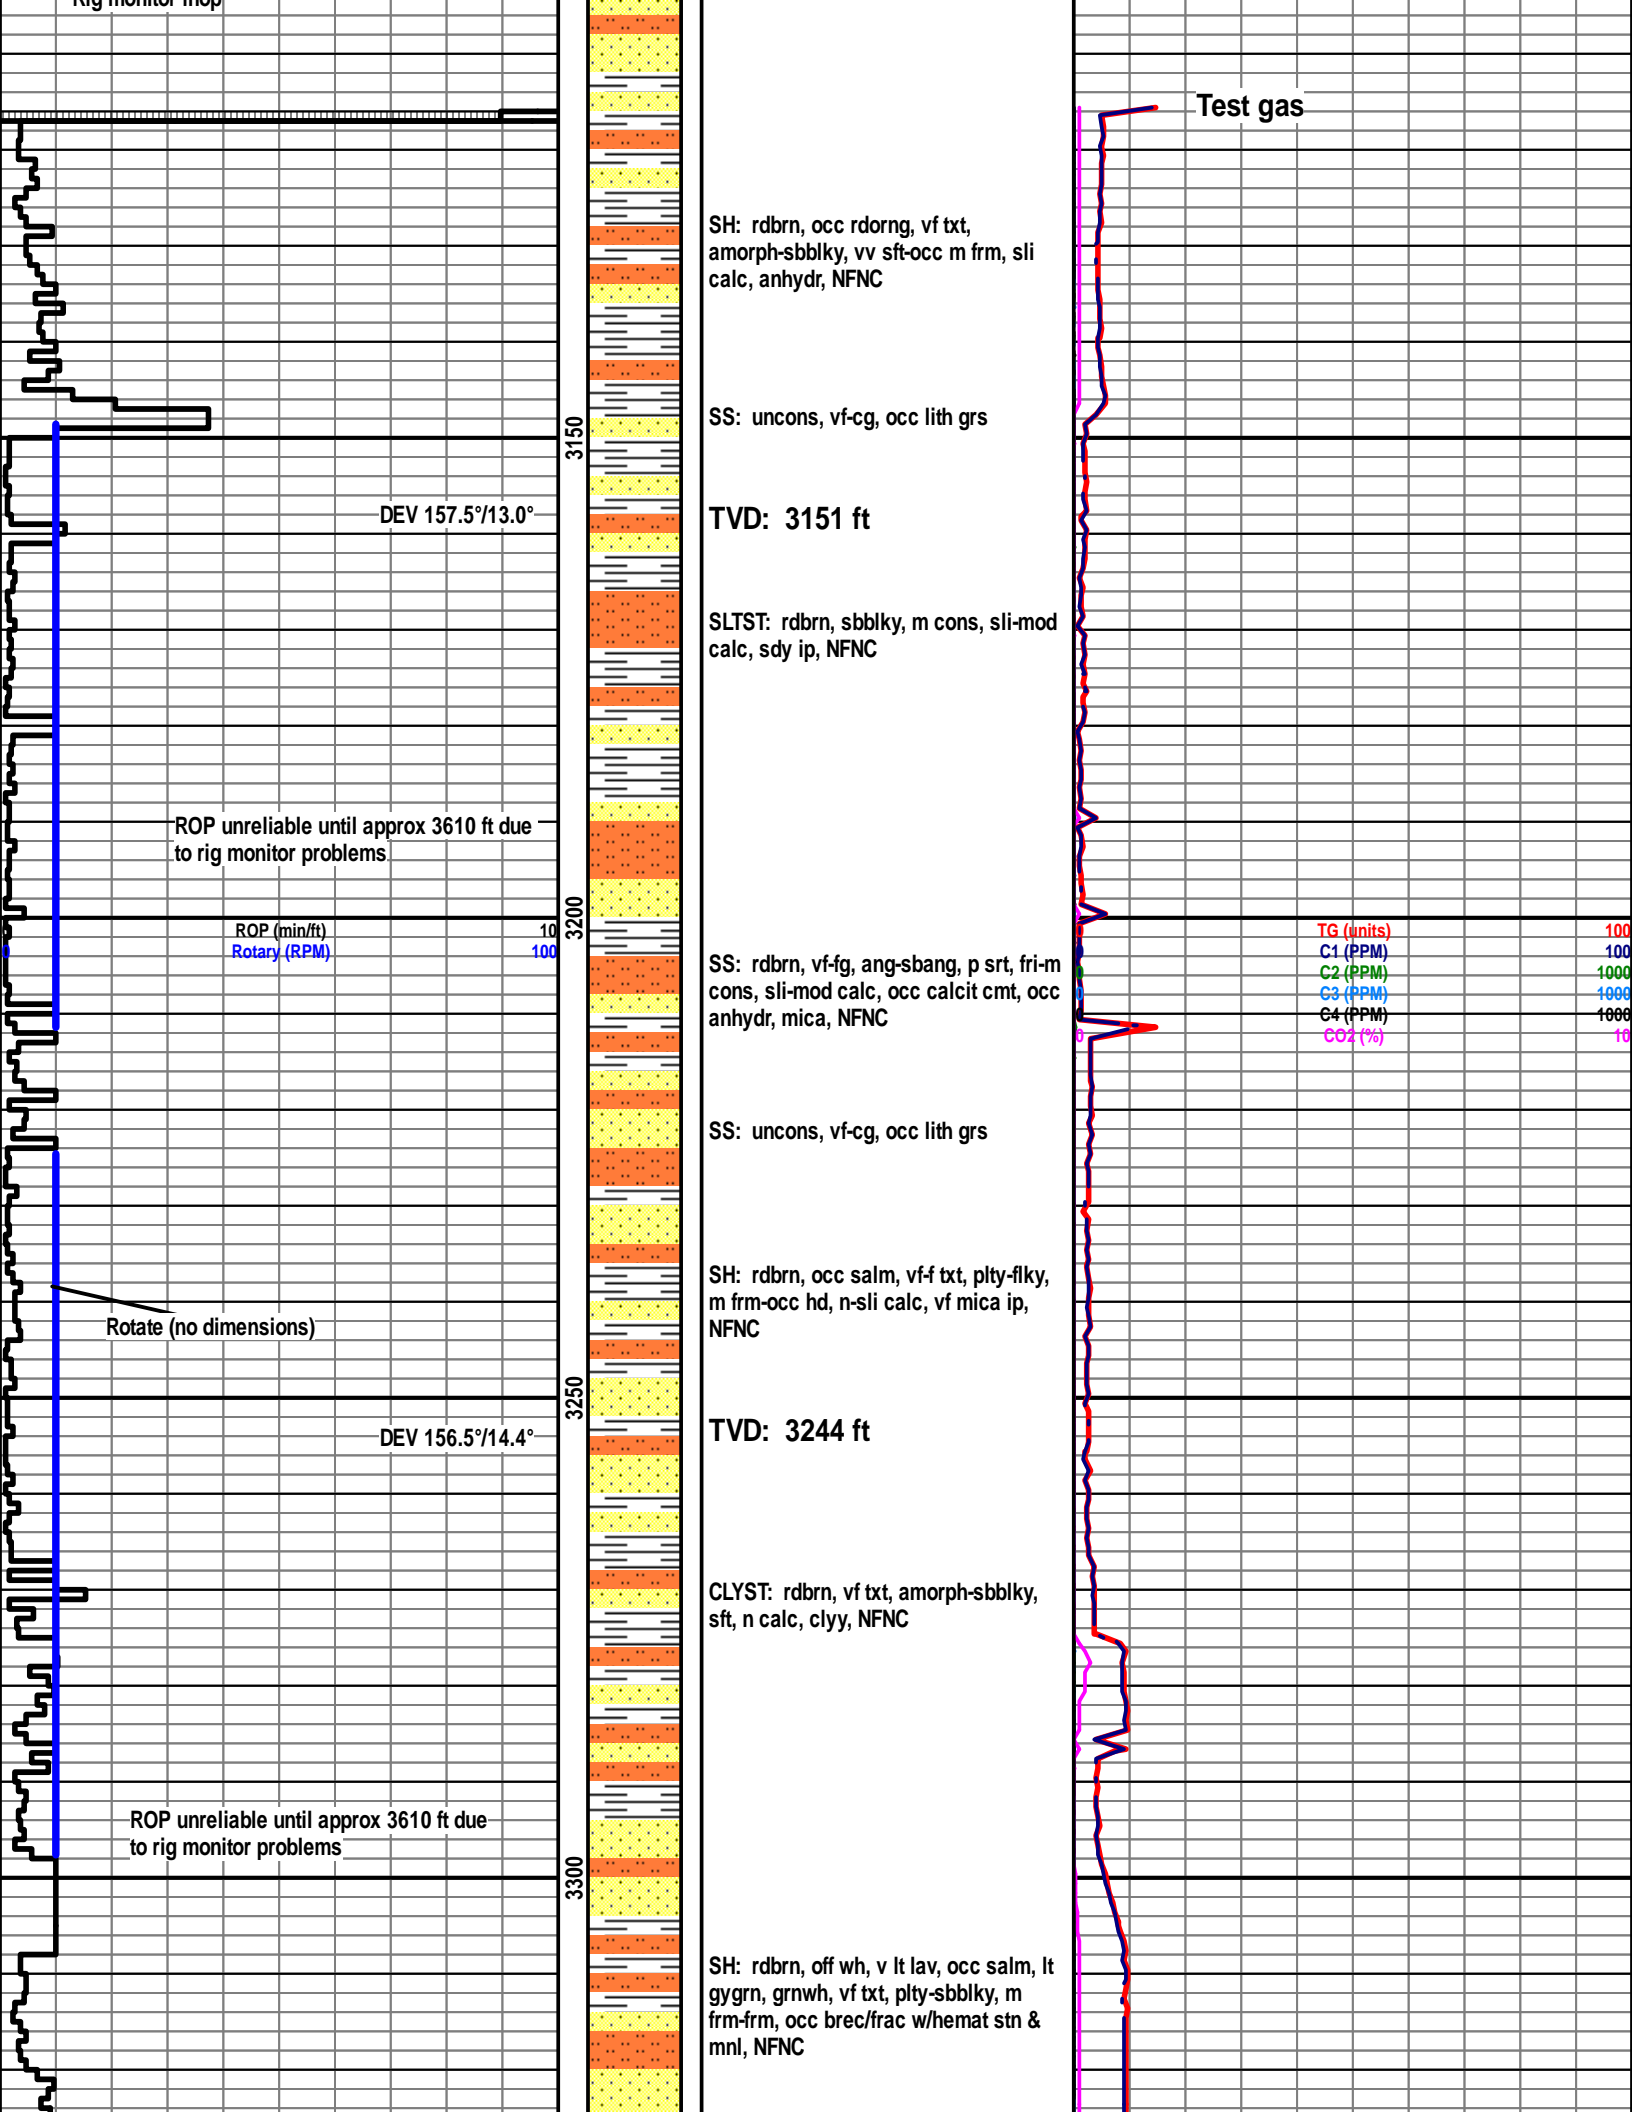 Rig monitor inop
Test gas
SH: rdbrn, occ rdorng, vf txt,
amorph-sbblky, vv sft-occ m frm, sli
calc, anhydr, NFNC
SS: uncons, vf-cg, occ lith grs
3150
DEV 157.5°/13.0°
TVD: 3151 ft
SLTST: rdbrn, sbblky, m cons, sli-mod
calc, sdy ip, NFNC
ROP unreliable until approx 3610 ft due
to rig monitor problems
3200
ROP (min/ft) 10
0 Rotary (RPM) 100
TG (units) 100
C1 (PPM) 100
C2 (PPM) 1000
0 C3 (PPM) 1000
C4 (PPM) 1000
0 CO2 (%) 10
SS: rdbrn, vf-fg, ang-sbang, p srt, fri-m
cons, sli-mod calc, occ calcit cmt, occ
anhydr, mica, NFNC
SS: uncons, vf-cg, occ lith grs
SH: rdbrn, occ salm, vf-f txt, plty-flky,
m frm-occ hd, n-sli calc, vf mica ip,
NFNC
Rotate (no dimensions)
3250
DEV 156.5°/14.4°
TVD: 3244 ft
CLYST: rdbrn, vf txt, amorph-sbblky,
sft, n calc, clyy, NFNC
ROP unreliable until approx 3610 ft due
to rig monitor problems
3300
SH: rdbrn, off wh, v lt lav, occ salm, lt
gygrn, grnwh, vf txt, plty-sbblky, m
frm-frm, occ brec/frac w/hemat stn &
mnl, NFNC